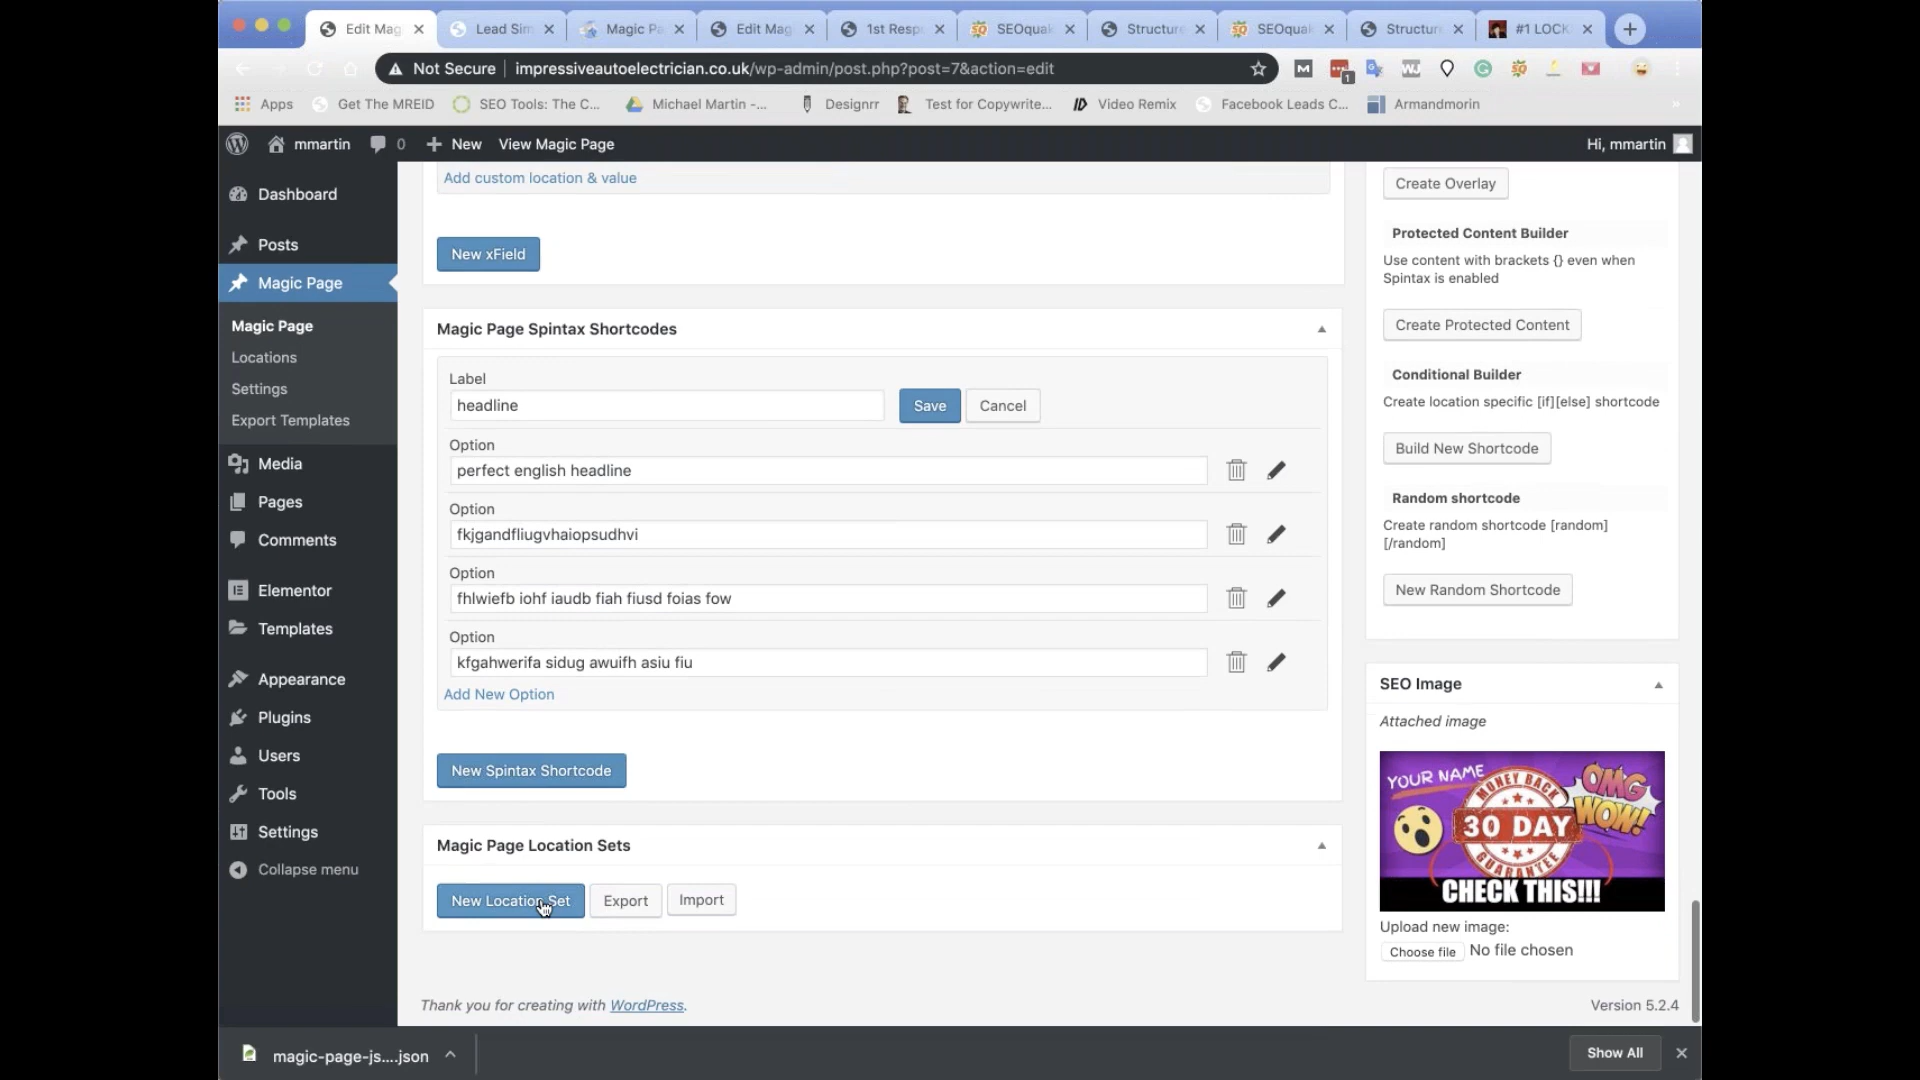 Edit Mag
Lead Sim
Magic Pa
Edit Mag
1st Resp
SEOquak
Structure
SEOquak
Structure
#1 LOCK
Not Secure
impressiveautoelectrician.co.uk/wp-admin/post.php?post=7&action=edit
Apps
Get The MREID
SEO Tools: The C...
Michael Martin -...
Designrr
Test for Copywrite...
Video Remix
Facebook Leads C...
Armandmorin
mmartin
0
New
View Magic Page
Hi, mmartin
Dashboard
Posts
Magic Page
Magic Page
Locations
Settings
Export Templates
Media
Pages
Comments
Elementor
Templates
Appearance
Plugins
Users
Tools
Settings
Collapse menu
Add custom location & value
New xField
Magic Page Spintax Shortcodes
Label
headline
Save
Cancel
Option
perfect english headline
Option
fkjgandfliugvhaiopsudhvi
Option
fhlwiefb iohf iaudb fiah fiusd foias fow
Option
kfgahwerifa sidug awuifh asiu fiu
Add New Option
New Spintax Shortcode
Magic Page Location Sets
New Location Set
Export
Import
Thank you for creating with WordPress.
Create Overlay
Protected Content Builder
Use content with brackets {} even when
Spintax is enabled
Create Protected Content
Conditional Builder
Create location specific [if][else] shortcode
Build New Shortcode
Random shortcode
Create random shortcode [random]
[/random]
New Random Shortcode
SEO Image
Attached image
YOUR NAME
MONEY BACK
30 DAY
GUARANTEE
OMG
WOW!
CHECK THIS!!!
Upload new image:
Choose file
No file chosen
Version 5.2.4
magic-page-js....json
Show All